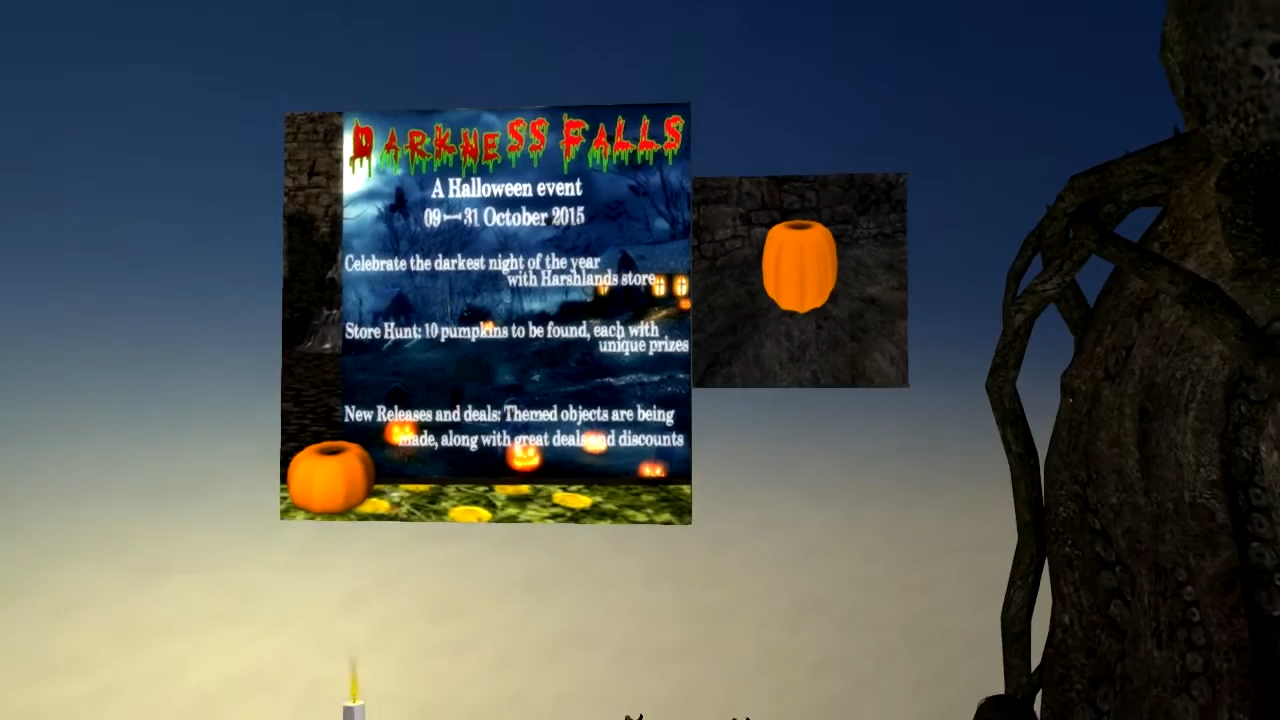 DARKNESS FALLS
A Halloween event
09—31 October 2015
Celebrate the darkest night of the year
with Harshlands store
Store Hunt: 10 pumpkins to be found, each with
unique prizes
New Releases and deals: Themed objects are being
made, along with great deals and discounts